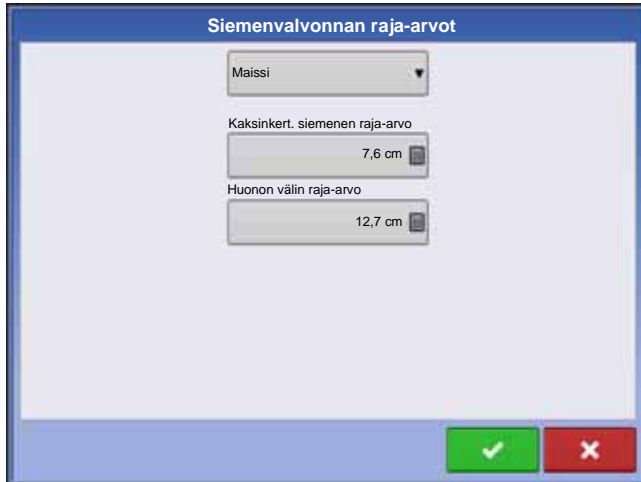 Siemenvalvonnan raja-arvot
Maissi
Kaksinkert. siemenen raja-arvo
7,6 cm
Huonon välin raja-arvo
12,7 cm